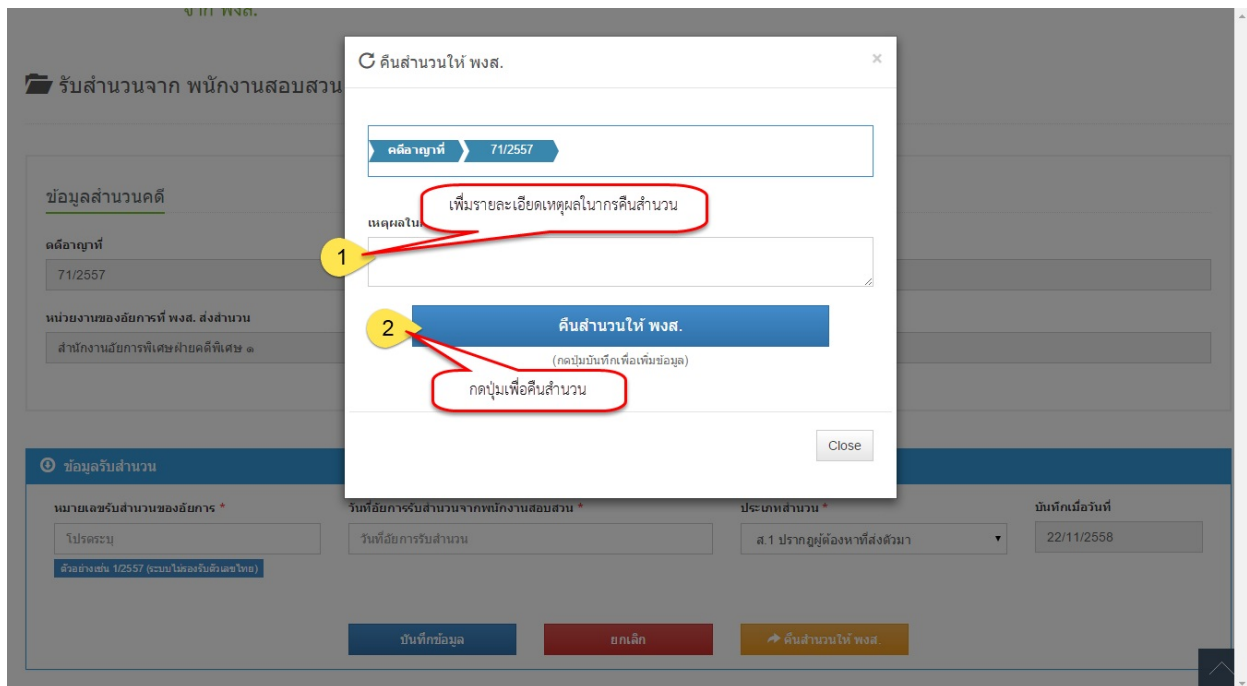 จาก พงส.
คืนสำนวนให้ พงส.
×
รับสำนวนจาก พนักงานสอบสวน
คดีอาญาที่ 71/2557
ข้อมูลสำนวนคดี
เพิ่มรายละเอียดเหตุผลในากรคืนสำนวน
เหตุผลใน
คดีอาญาที่
1
71/2557
หน่วยงานของอัยการที่ พงส. ส่งสำนวน
2
คืนสำนวนให้ พงส.
สำนักงานอัยการพิเศษฝ่ายคดีพิเศษ ๑
(กดปุ่มบันทึกเพื่อเพิ่มข้อมูล)
กดปุ่มเพื่อคืนสำนวน
Close
ข้อมูลรับสำนวน
หมายเลขรับสำนวนของอัยการ * วันที่อัยการรับสำนวนจากพนักงานสอบสวน * ประเภทสำนวน * บันทึกเมื่อวันที่
โปรดระบุ วันที่อัยการรับสำนวน ส.1 ปรากฏผู้ต้องหาที่ส่งตัวมา 22/11/2558
ตัวอย่างเช่น 1/2557 (ระบบไม่รองรับตัวเลขไทย)
บันทึกข้อมูล ยกเลิก คืนสำนวนให้ พงส.